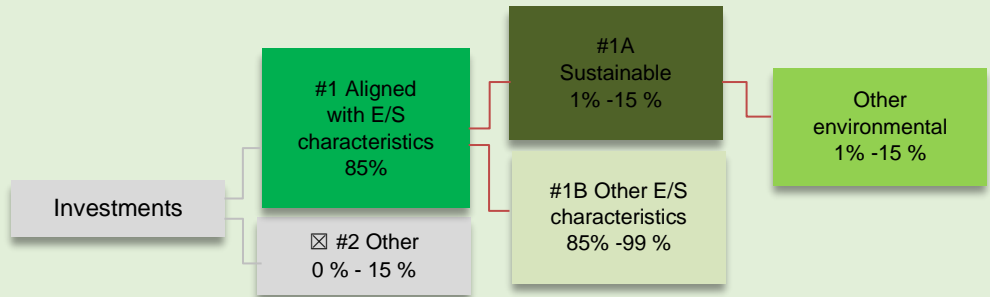 Investments
#1 Aligned
with E/S
characteristics
85%
☒ #2 Other
0 % - 15 %
#1A
Sustainable
1% -15 %
#1B Other E/S
characteristics
85% -99 %
Other
environmental
1% -15 %